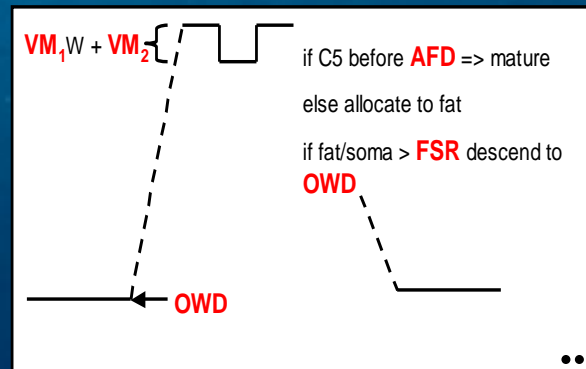 VM₁W + VM₂
if C5 before AFD => mature
else allocate to fat
if fat/soma > FSR descend to
OWD
OWD